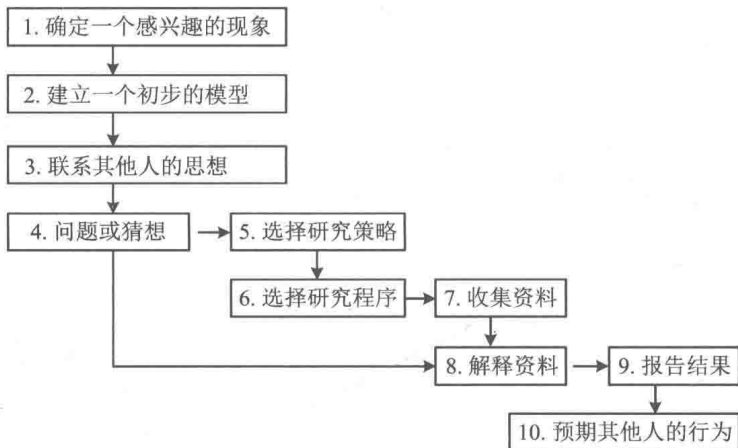 1. 确定一个感兴趣的现象
2. 建立一个初步的模型
3. 联系其他人的思想
4. 问题或猜想
5. 选择研究策略
6. 选择研究程序
7. 收集资料
8. 解释资料
9. 报告结果
10. 预期其他人的行为